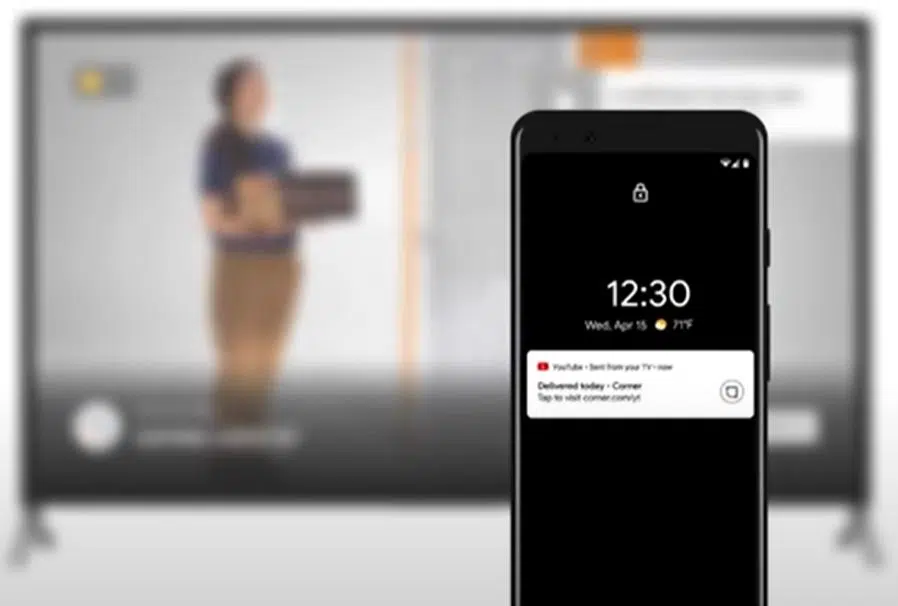 12:30
Wed, Apr 15 71°F
YouTube • Sent from your TV • now
Delivered today • Corner
Tap to visit corner.com/yt